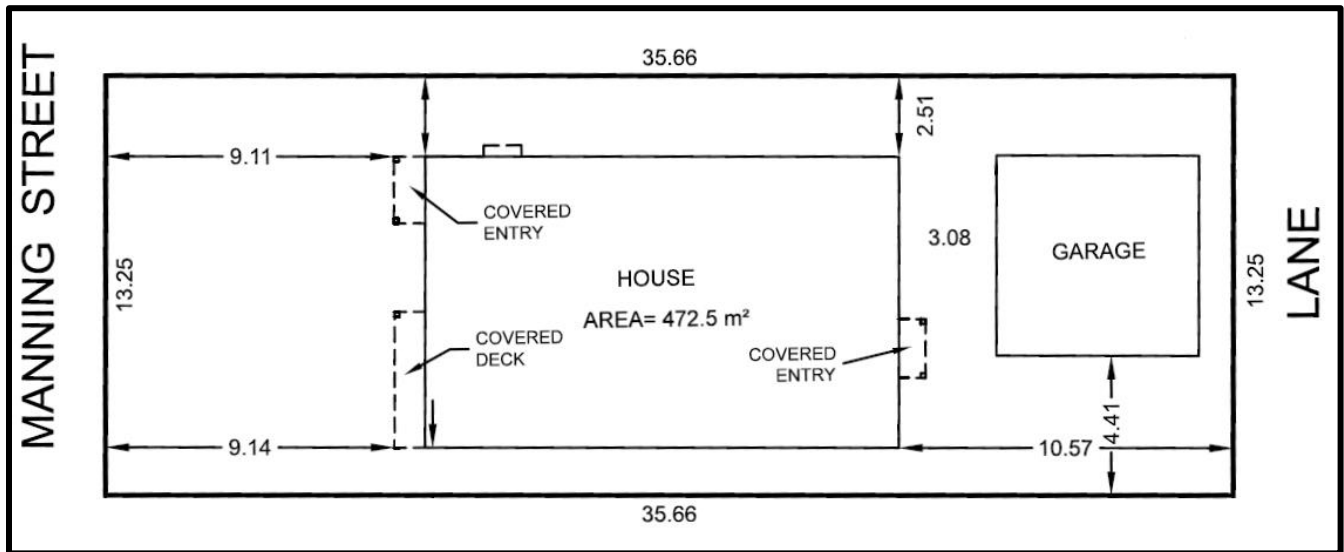 MANNING STREET
35.66
9.11
2.51
COVERED
ENTRY
3.08
GARAGE
13.25
HOUSE
AREA= 472.5 m²
13.25
LANE
COVERED
DECK
COVERED
ENTRY
9.14
10.57
4.41
35.66